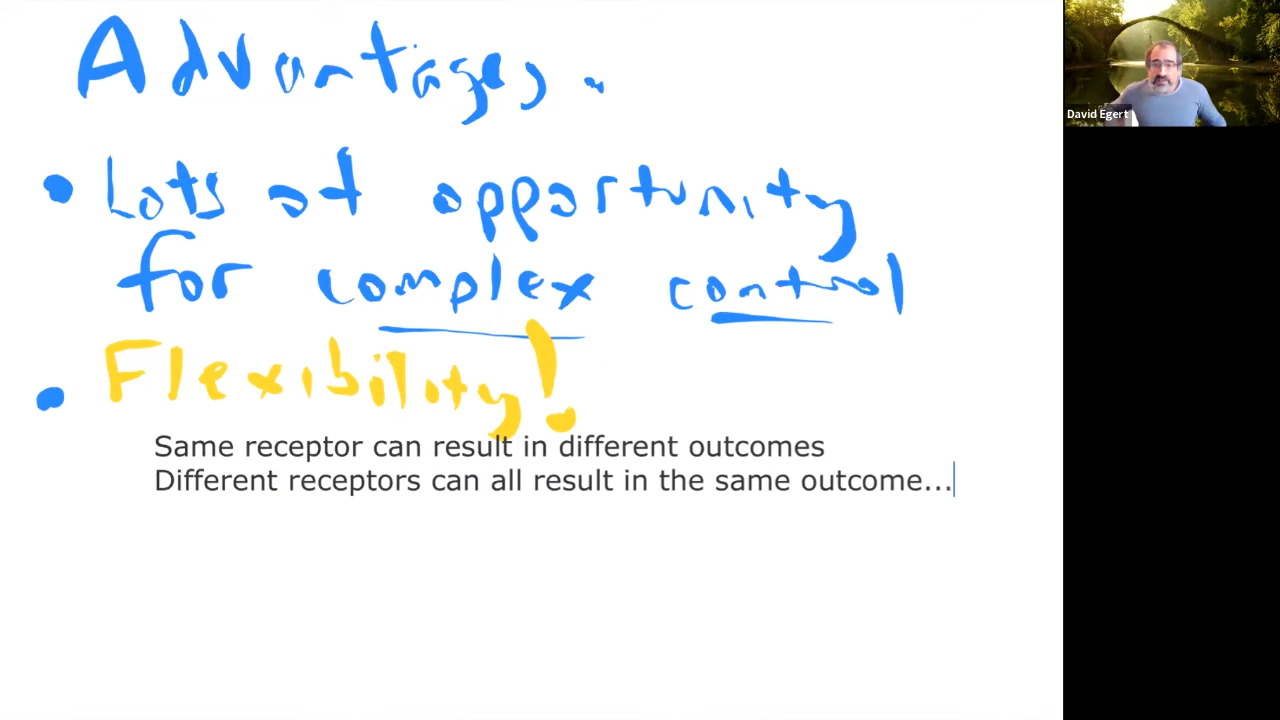 Advantages.
• Lots of opportunity
for complex control
• Flexibility!
Same receptor can result in different outcomes
Different receptors can all result in the same outcome...
David Egert